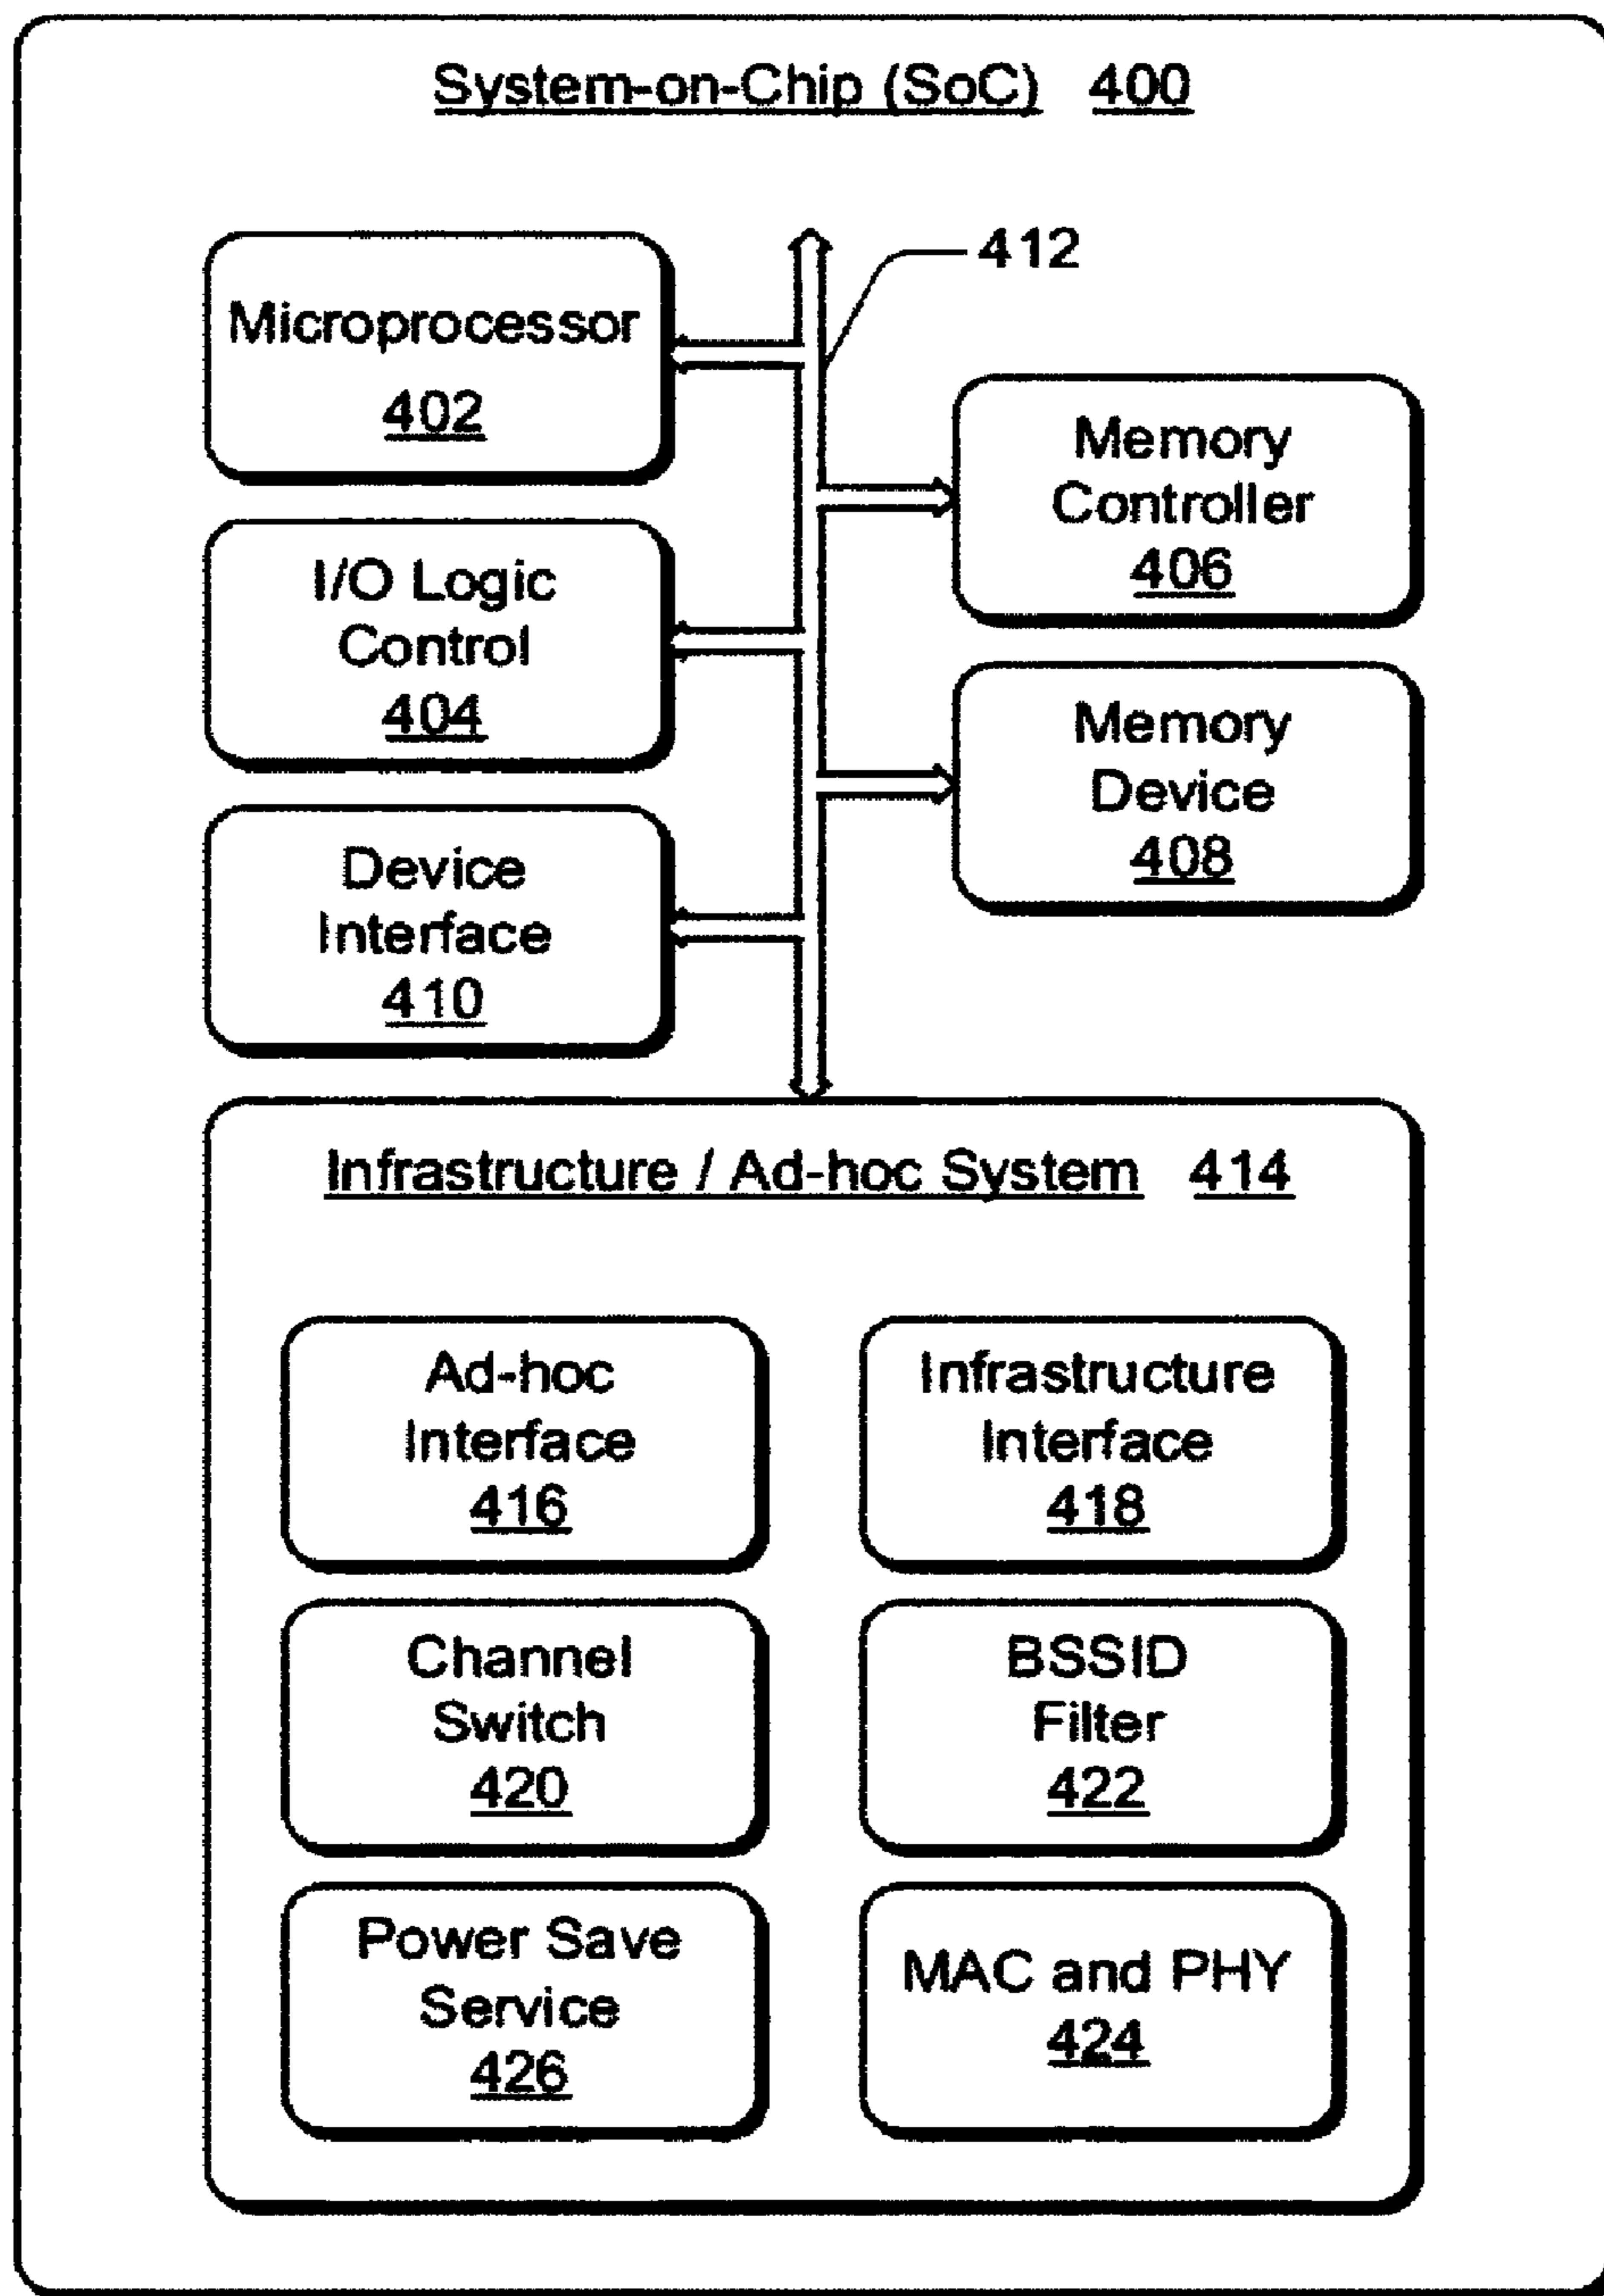 System-on-Chip (SoC) 400
412
Microprocessor
402
Memory
Controller
406
I/O Logic
Control
404
Memory
Device
408
Device
Interface
410
Infrastructure / Ad-hoc System 414
Ad-hoc
Interface
416
Infrastructure
Interface
418
Channel
Switch
420
BSSID
Filter
422
Power Save
Service
426
MAC and PHY
424